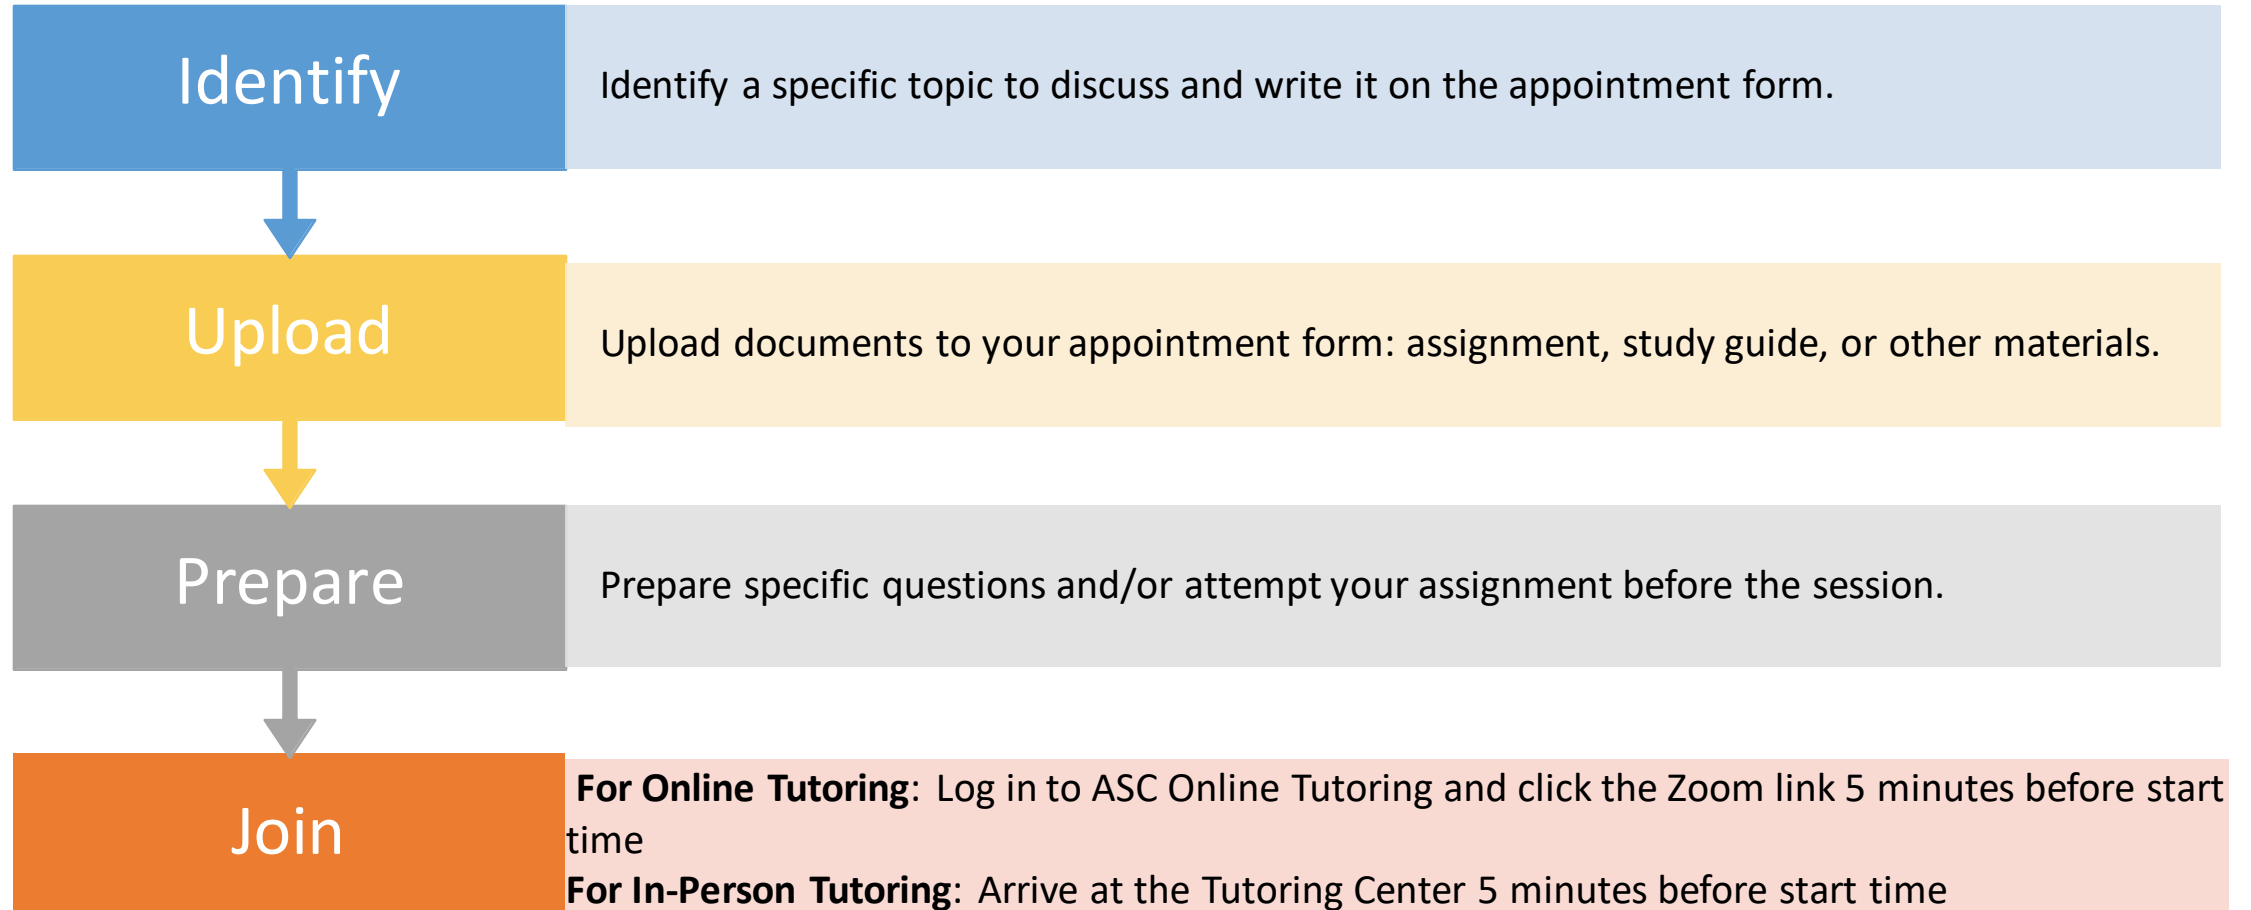 Identify
Identify a specific topic to discuss and write it on the appointment form.
Upload
Upload documents to your appointment form: assignment, study guide, or other materials.
Prepare
Prepare specific questions and/or attempt your assignment before the session.
Join
For Online Tutoring: Log in to ASC Online Tutoring and click the Zoom link 5 minutes before start
time
For In-Person Tutoring: Arrive at the Tutoring Center 5 minutes before start time